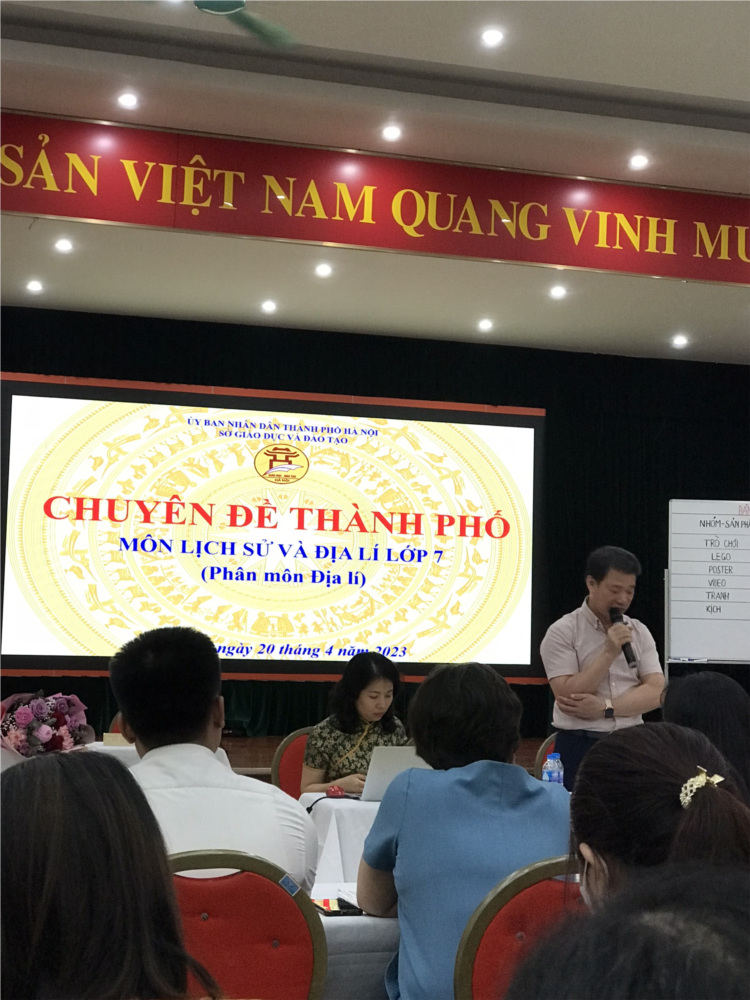 SẢN VIỆT NAM QUANG VINH MU
ỦY BAN NHÂN DÂN THÀNH PHỐ HÀ NỘI
SỞ GIÁO DỤC VÀ ĐÀO TẠO
CHUYÊN ĐỀ THÀNH PHỐ
MÔN LỊCH SỬ VÀ ĐỊA LÍ LỚP 7
(Phân môn Địa lí)
, ngày 20 tháng 4 năm 2023
NHÓM-SẢN PHẨ
TRÒ CHƠI
LEGO
POSTER
VIDEO
TRANH
KỊCH